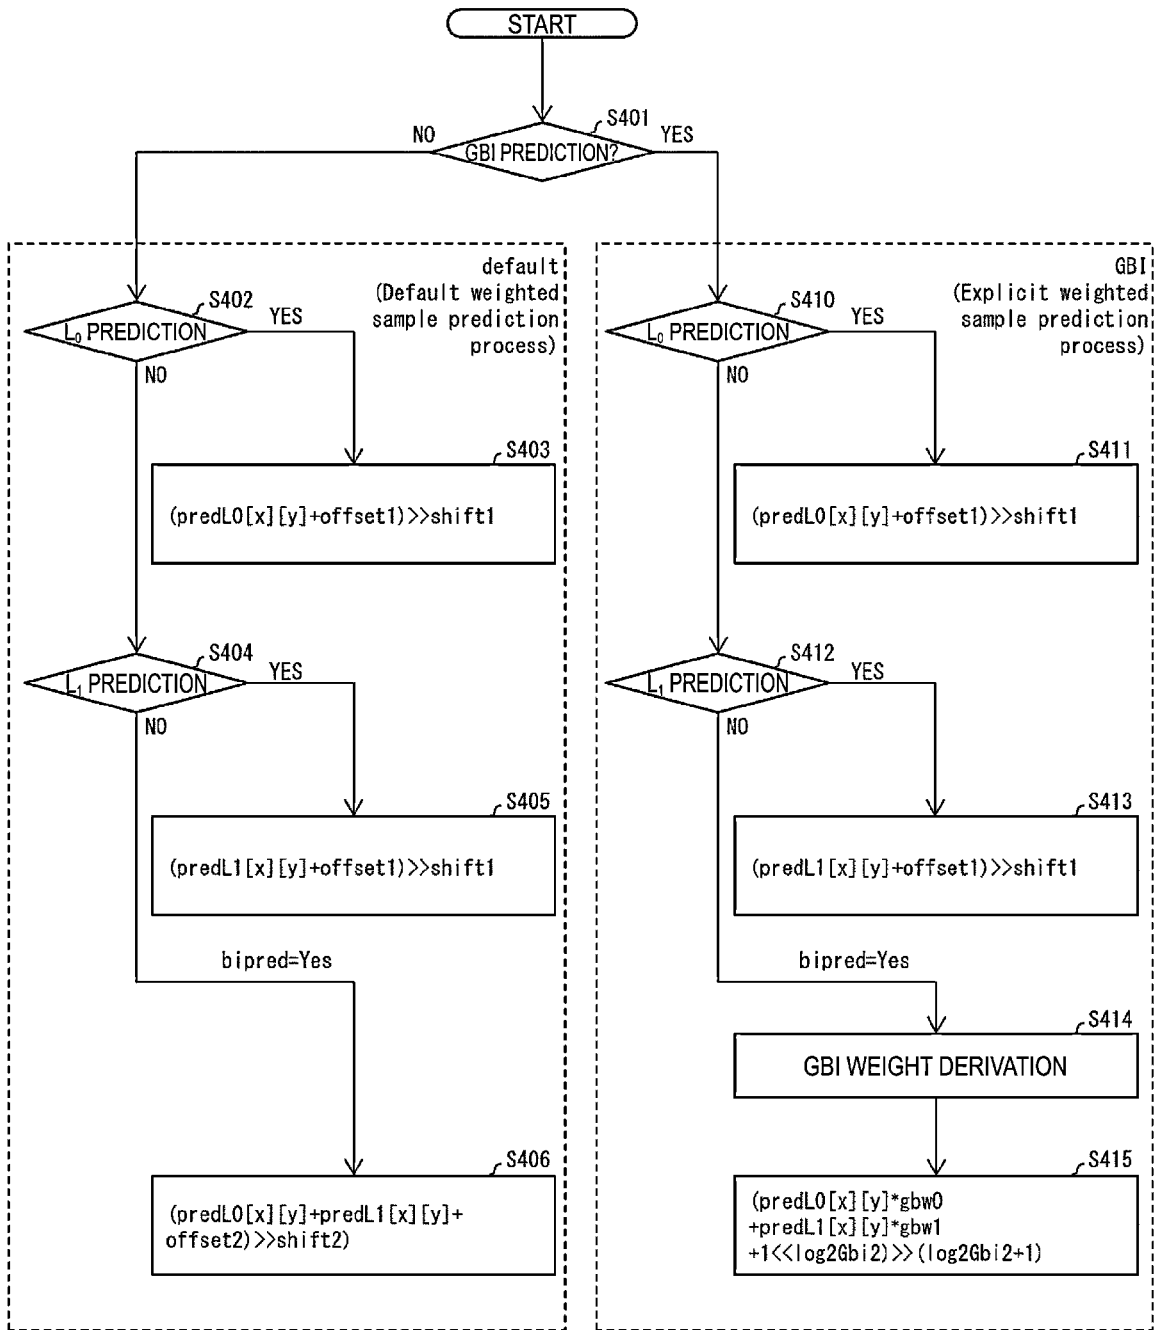 START
S401
NO
YES
GBI PREDICTION?
default
(Default weighted
sample prediction
process)
S402
L0 PREDICTION
YES
NO
S403
(predL0[x][y]+offset1)>>shift1
S404
L1 PREDICTION
YES
NO
S405
(predL1[x][y]+offset1)>>shift1
bipred=Yes
S406
(predL0[x][y]+predL1[x][y]+
offset2)>>shift2)
GBI
(Explicit weighted
sample prediction
process)
S410
L0 PREDICTION
YES
NO
S411
(predL0[x][y]+offset1)>>shift1
S412
L1 PREDICTION
YES
NO
S413
(predL1[x][y]+offset1)>>shift1
bipred=Yes
S414
GBI WEIGHT DERIVATION
S415
(predL0[x][y]*gbw0
+predL1[x][y]*gbw1
+1<<log2Gbi2)>>(log2Gbi2+1)